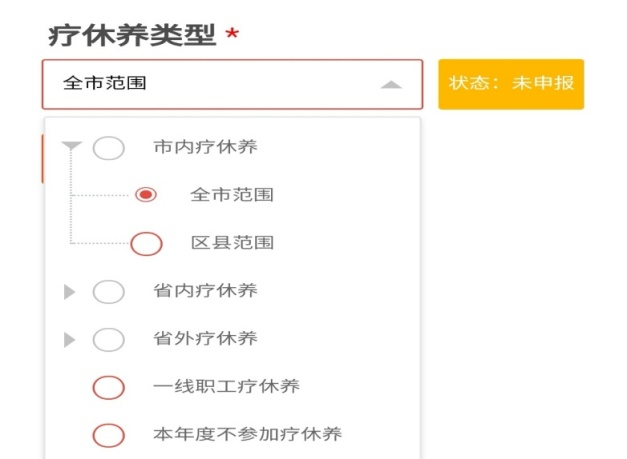 疗休养类型 *
全市范围
状态：未申报
市内疗休养
全市范围
区县范围
省内疗休养
省外疗休养
一线职工疗休养
本年度不参加疗休养